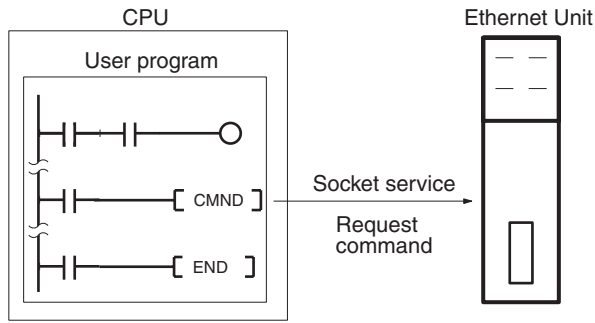 CPU
Ethernet Unit
User program
CMND
Socket service
Request
command
END